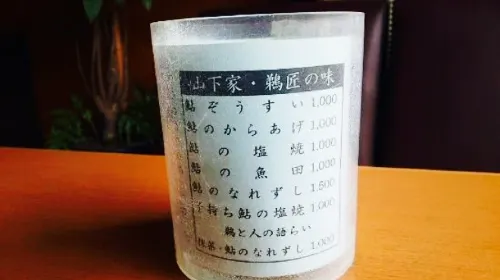 山下家・鵜匠の味
鮎ぞうすい 1,000
鮎のからあげ 1,000
鮎の塩焼 1,000
鮎の魚田 1,000
鮎のなれずし 1,500
子持ち鮎の塩焼 1,000
鵜と人の語らい
抹茶・鮎のなれずし 1,000